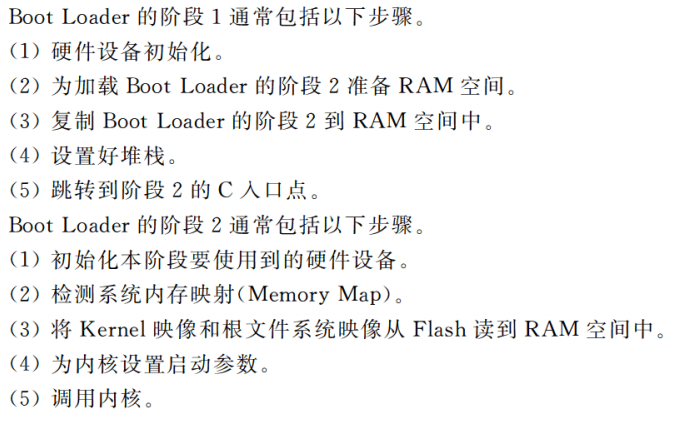 Boot Loader 的阶段 1 通常包括以下步骤。
(1) 硬件设备初始化。
(2) 为加载 Boot Loader 的阶段 2 准备 RAM 空间。
(3) 复制 Boot Loader 的阶段 2 到 RAM 空间中。
(4) 设置好堆栈。
(5) 跳转到阶段 2 的 C 入口点。
Boot Loader 的阶段 2 通常包括以下步骤。
(1) 初始化本阶段要使用到的硬件设备。
(2) 检测系统内存映射(Memory Map)。
(3) 将 Kernel 映像和根文件系统映像从 Flash 读到 RAM 空间中。
(4) 为内核设置启动参数。
(5) 调用内核。